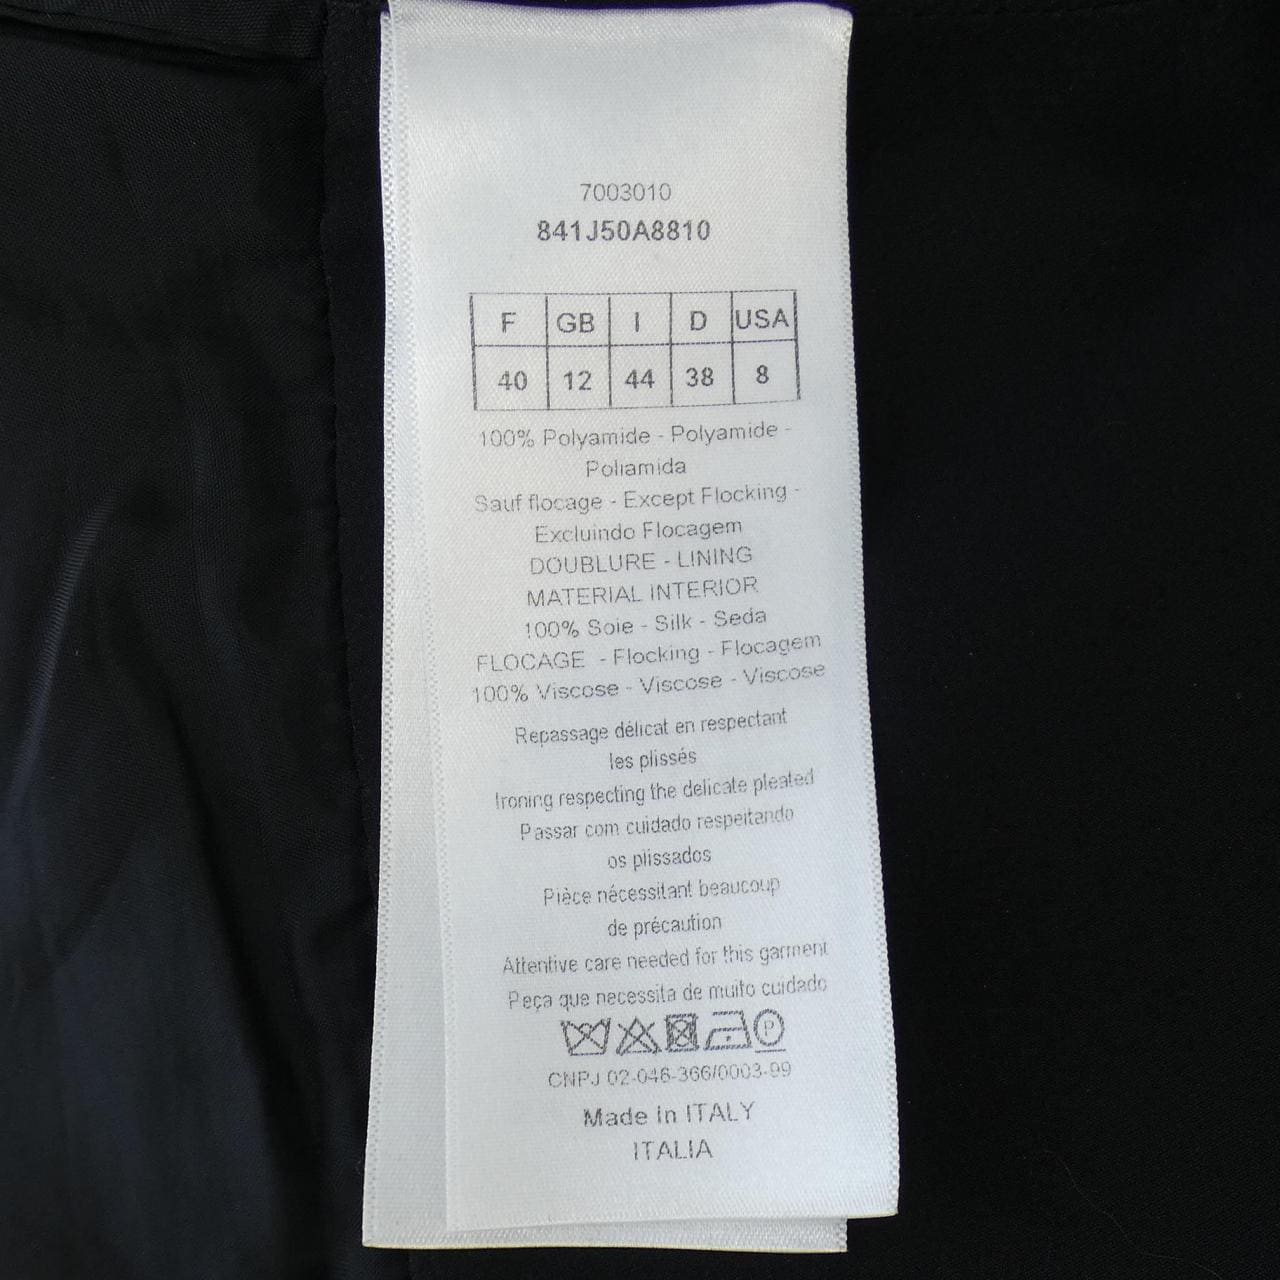 7003010
841J50A8810
F GB I D USA
40 12 44 38 8
100% Polyamide - Polyamide -
Poliamida
Sauf flocage - Except Flocking -
Excluindo Flocagem
DOUBLURE - LINING
MATERIAL INTERIOR
100% Soie - Silk - Seda
FLOCAGE - Flocking - Flocagem
100% Viscose - Viscose - Viscose
Repassage délicat en respectant
les plissés
Ironing respecting the delicate pleated
Passar com cuidado respeitando
os plissados
Pièce nécessitant beaucoup
de précaution
Attentive care needed for this garment
Peça que necessita de muito cuidado
P
CNPJ 02-046-366/0003-99
Made in ITALY
ITALIA